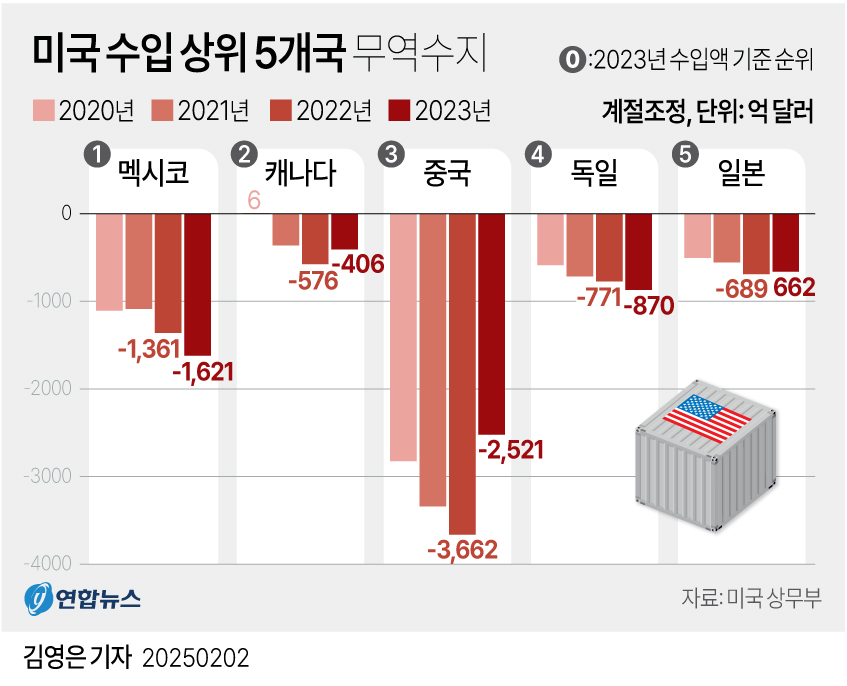 미국 수입 상위 5개국 무역수지
0:2023년 수입액 기준 순위
2020년 2021년 2022년 2023년
계절조정, 단위: 억 달러
1 멕시코
2 캐나다
3 중국
4 독일
5 일본
0
-1000
-2000
-3000
-4000
-1,361
-1,621
6
-576
-406
-3,662
-2,521
-771
-870
-689
662
연합뉴스
자료: 미국 상무부
김영은 기자 20250202